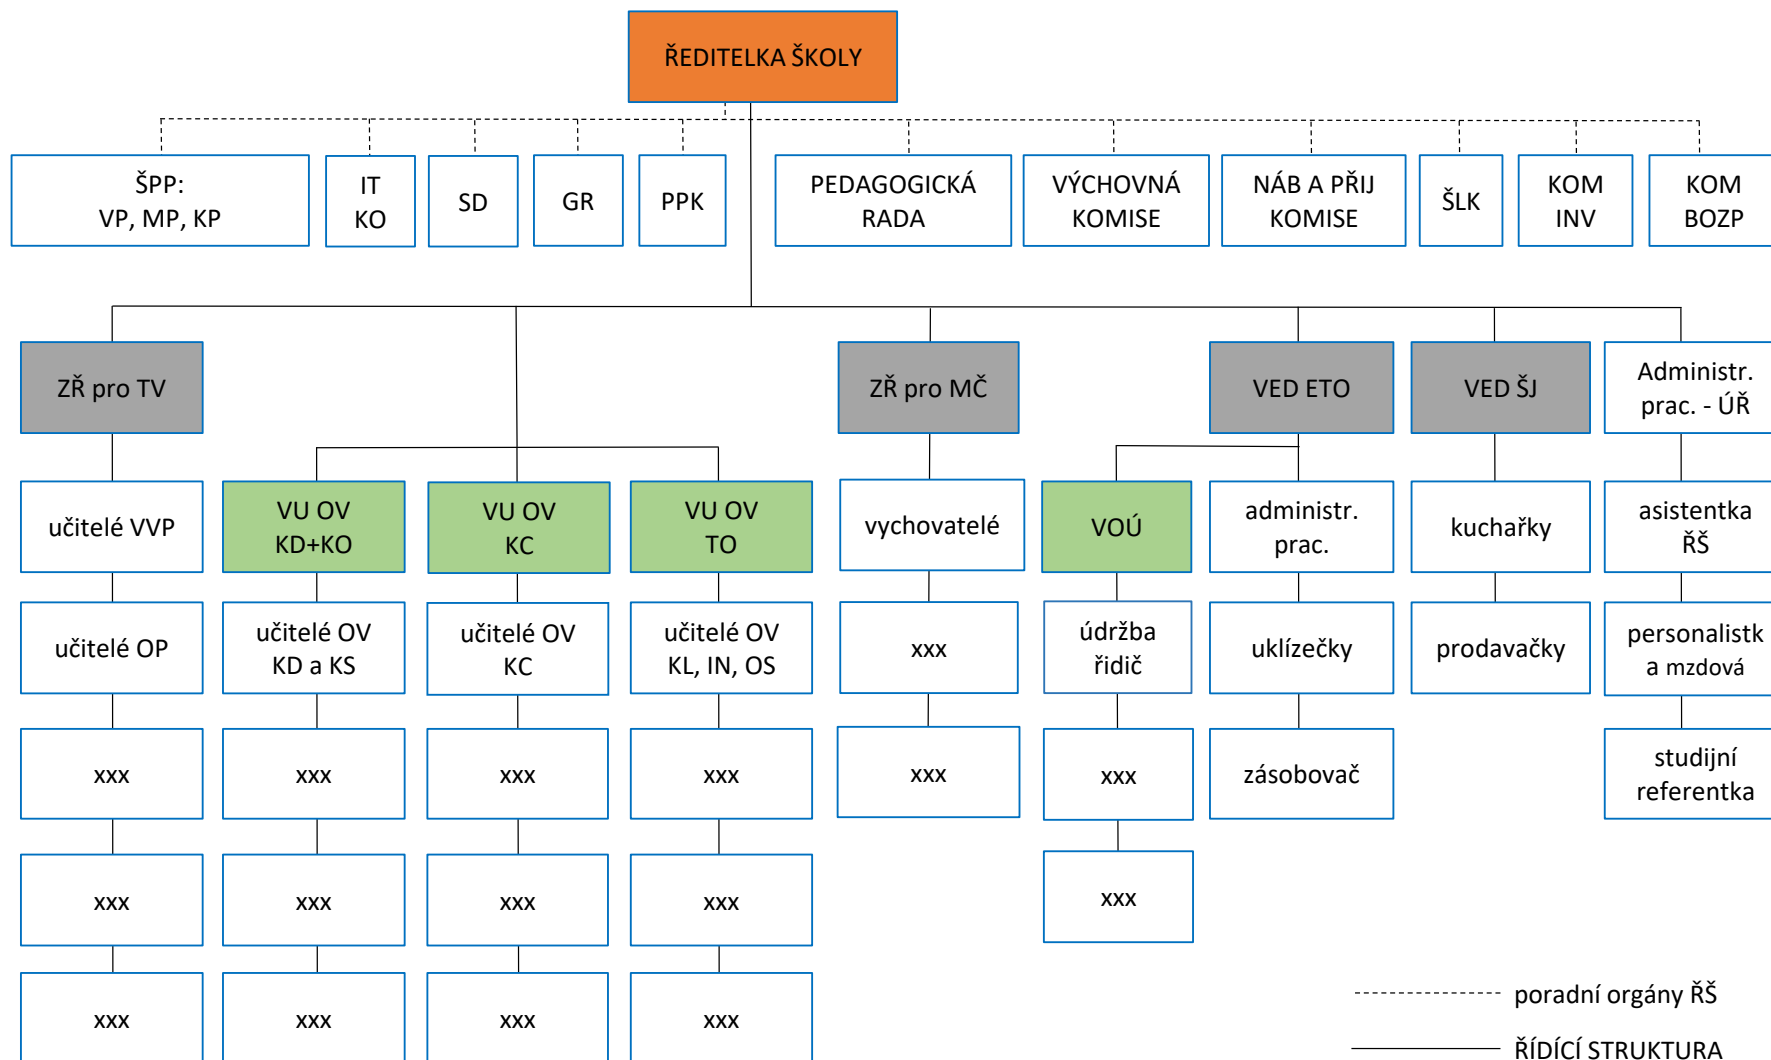 ŘEDITELKA ŠKOLY
ŠPP:
VP, MP, KP
IT
KO
SD
GR
PPK
PEDAGOGICKÁ
RADA
VÝCHOVNÁ
KOMISE
NÁB A PŘIJ
KOMISE
ŠLK
KOM
INV
KOM
BOZP
ZŘ pro TV
ZŘ pro MČ
VED ETO
VED ŠJ
Administr.
prac. - ÚŘ
učitelé VVP
VU OV
KD+KO
VU OV
KC
VU OV
TO
vychovatelé
VOÚ
administr.
prac.
kuchařky
asistentka
ŘŠ
učitelé OP
učitelé OV
KD a KS
učitelé OV
KC
učitelé OV
KL, IN, OS
xxx
údržba
řidič
uklízečky
prodavačky
personalistk
a mzdová
xxx
xxx
xxx
xxx
xxx
xxx
zásobovač
studijní
referentka
xxx
xxx
xxx
xxx
xxx
xxx
xxx
xxx
xxx
poradní orgány ŘŠ
ŘÍDÍCÍ STRUKTURA